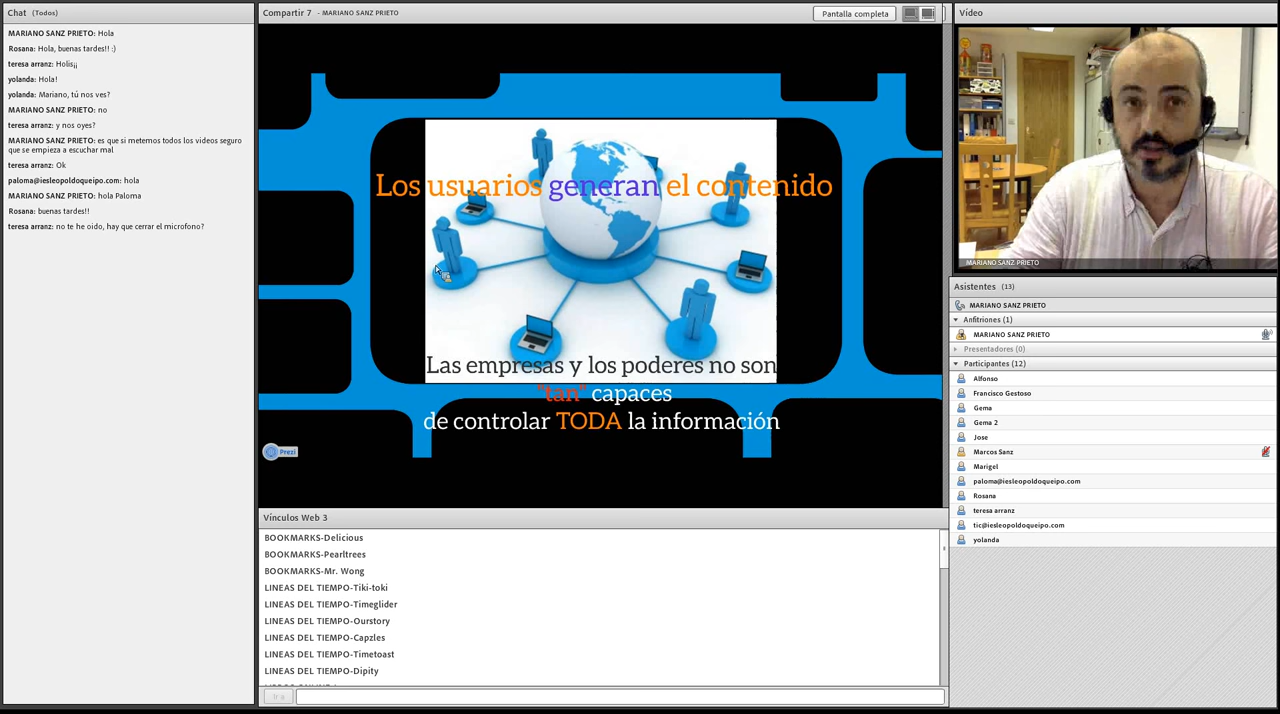 Chat (Todos)
MARIANO SANZ PRIETO: Hola
Rosana: Hola, buenas tardes!! :)
teresa arranz: Holis¡¡
yolanda: Hola!
yolanda: Mariano, tú nos ves?
MARIANO SANZ PRIETO: no
teresa arranz: y nos oyes?
MARIANO SANZ PRIETO: es que si metemos todos los videos seguro
que se empieza a escuchar mal
teresa arranz: Ok
paloma@iesleopoldoqueipo.com: hola
MARIANO SANZ PRIETO: hola Paloma
Rosana: buenas tardes!!
teresa arranz: no te he oido, hay que cerrar el microfono?
Compartir 7 - MARIANO SANZ PRIETO
Pantalla completa
Los usuarios generan el contenido
Las empresas y los poderes no son
"tan" capaces
de controlar TODA la información
Prezi
Vínculos Web 3
BOOKMARKS-Delicious
BOOKMARKS-Pearltrees
BOOKMARKS-Mr. Wong
LINEAS DEL TIEMPO-Tiki-toki
LINEAS DEL TIEMPO-Timeglider
LINEAS DEL TIEMPO-Ourstory
LINEAS DEL TIEMPO-Capzles
LINEAS DEL TIEMPO-Timetoast
LINEAS DEL TIEMPO-Dipity
Ir a
Vídeo
MARIANO SANZ PRIETO
Asistentes (13)
MARIANO SANZ PRIETO
Anfitriones (1)
MARIANO SANZ PRIETO
Presentadores (0)
Participantes (12)
Alfonso
Francisco Gestoso
Gema
Gema 2
Jose
Marcos Sanz
Marigel
paloma@iesleopoldoqueipo.com
Rosana
teresa arranz
tic@iesleopoldoqueipo.com
yolanda